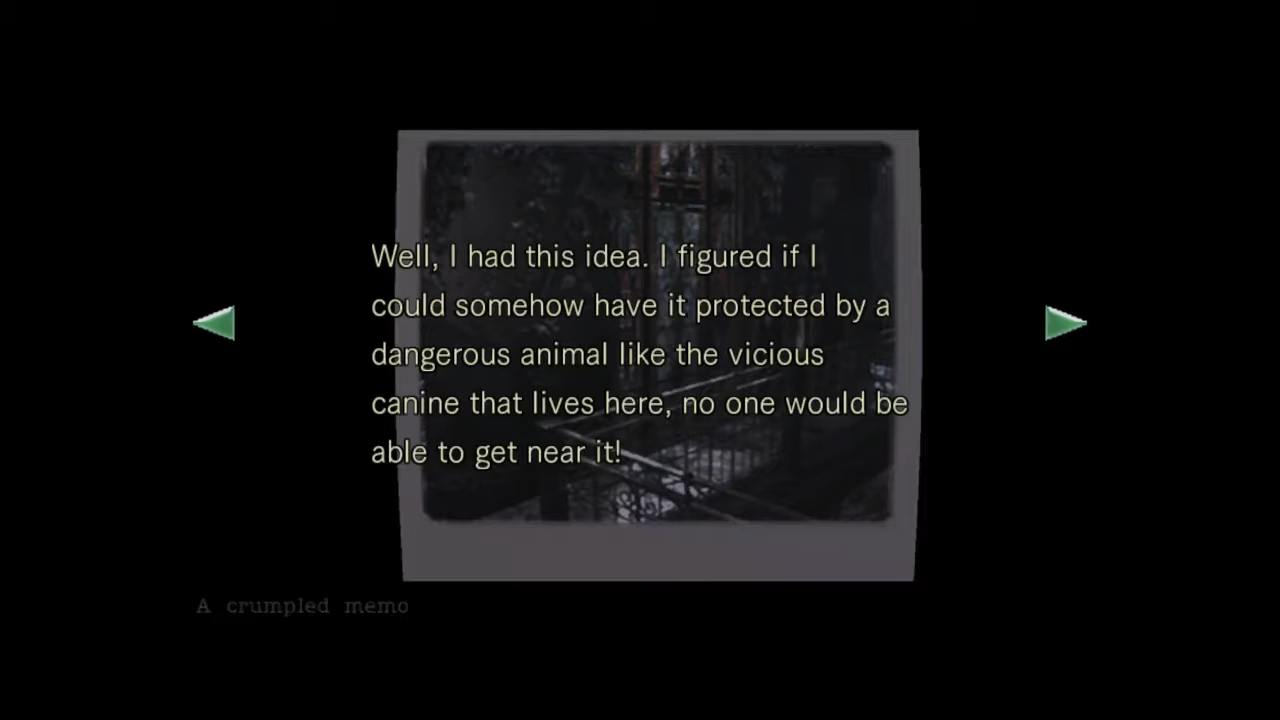 Well, I had this idea. I figured if I
could somehow have it protected by a
dangerous animal like the vicious
canine that lives here, no one would be
able to get near it!
A crumpled memo